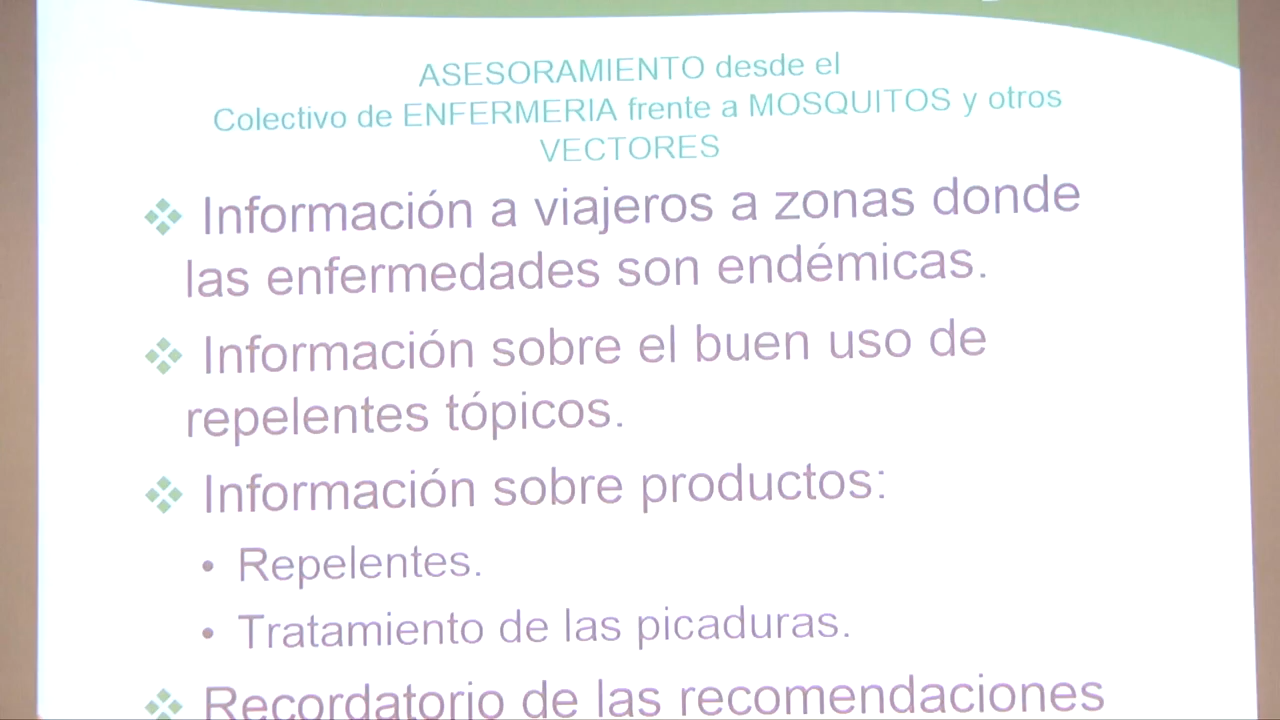 ASESORAMIENTO desde el
Colectivo de ENFERMERIA frente a MOSQUITOS y otros
VECTORES
❖ Información a viajeros a zonas donde
las enfermedades son endémicas.
❖ Información sobre el buen uso de
repelentes tópicos.
❖ Información sobre productos:
• Repelentes.
• Tratamiento de las picaduras.
❖ Recordatorio de las recomendaciones